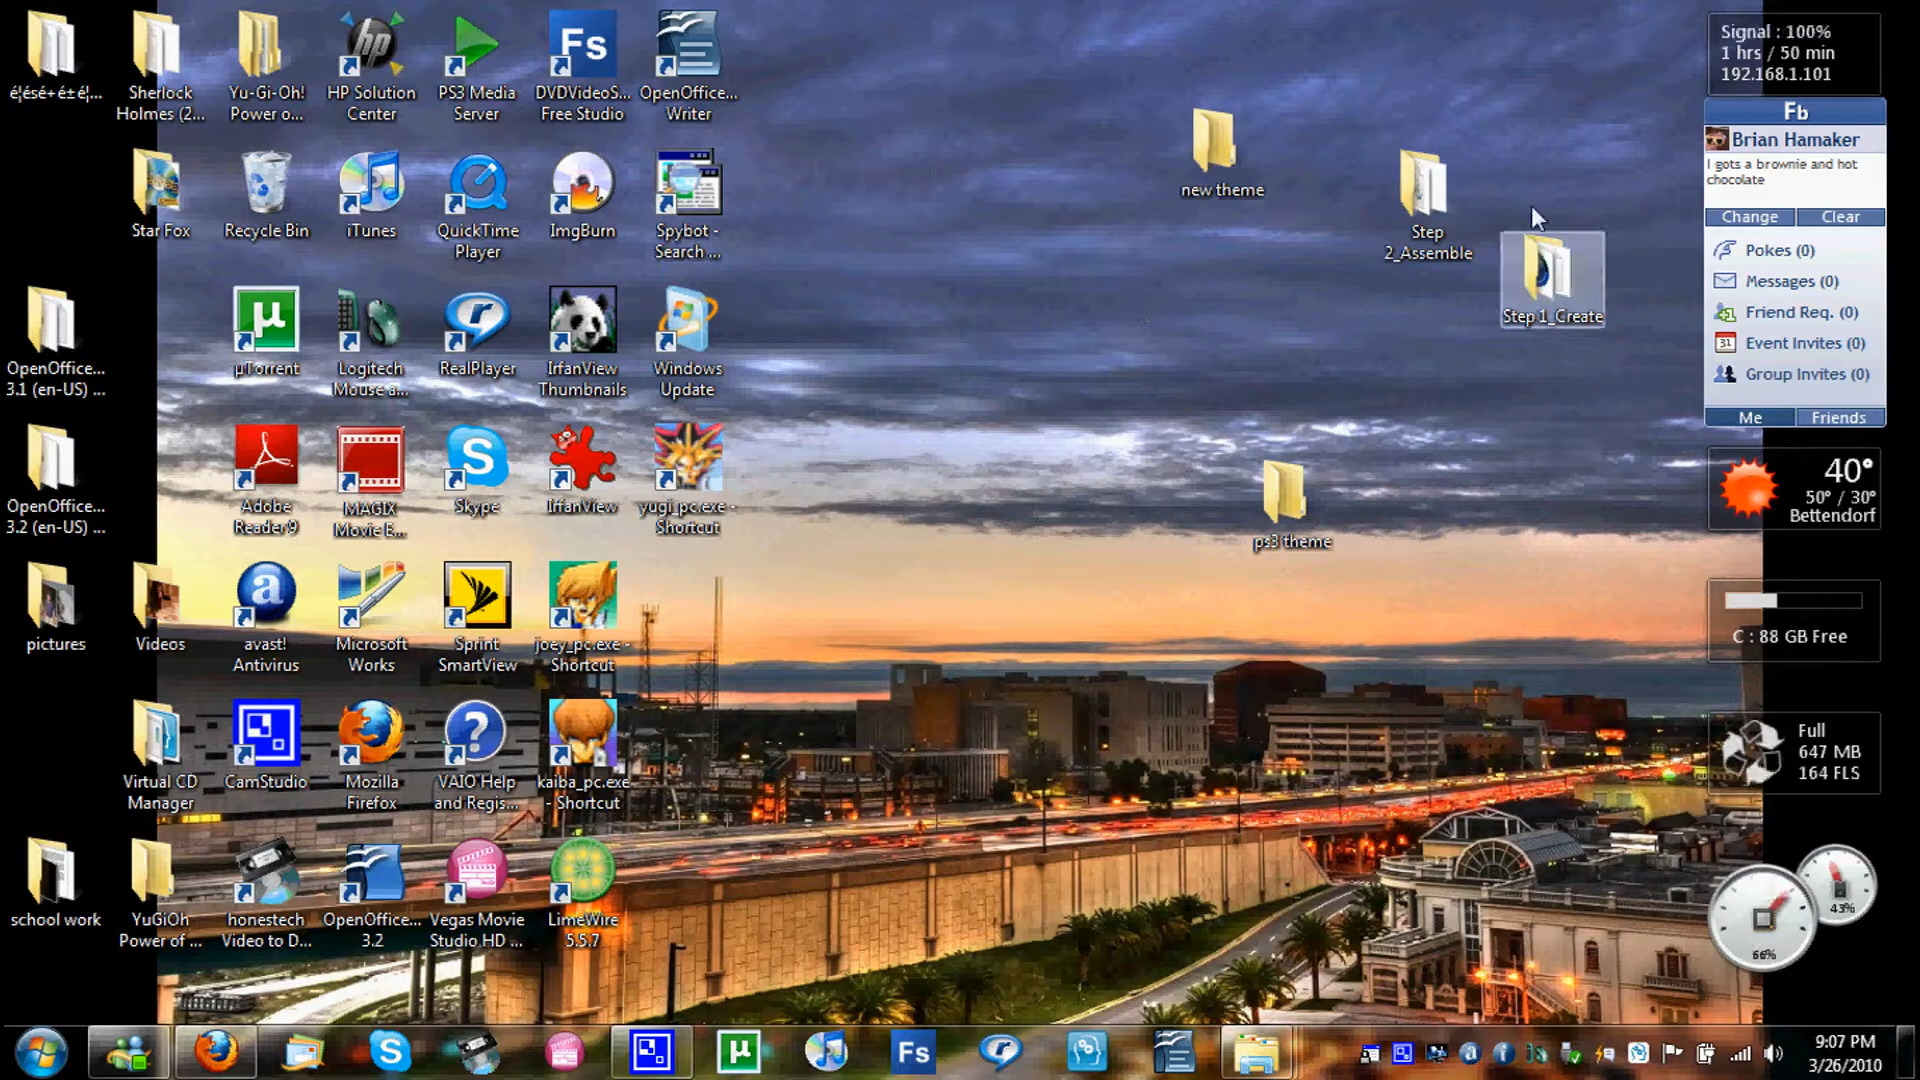 é¦ésé+é±é¦...
Sherlock
Holmes (2...
Yu-Gi-Oh!
Power o...
HP Solution
Center
PS3 Media
Server
DVDVideoS...
Free Studio
OpenOffice...
Writer
Star Fox
Recycle Bin
iTunes
QuickTime
Player
ImgBurn
Spybot -
Search ...
OpenOffice...
3.1 (en-US) ...
µTorrent
Logitech
Mouse a...
RealPlayer
IrfanView
Thumbnails
Windows
Update
OpenOffice...
3.2 (en-US) ...
Adobe
Reader 9
MAGIX
Movie E...
Skype
IrfanView
yugi_pc.exe -
Shortcut
pictures
Videos
avast!
Antivirus
Microsoft
Works
Sprint
SmartView
joey_pc.exe -
Shortcut
Virtual CD
Manager
CamStudio
Mozilla
Firefox
VAIO Help
and Regis...
kaiba_pc.exe
- Shortcut
school work
YuGiOh
Power of ...
honestech
Video to D...
OpenOffice...
3.2
Vegas Movie
Studio HD ...
LimeWire
5.5.7
new theme
Step
2_Assemble
Step 1_Create
ps3 theme
Signal : 100%
1 hrs / 50 min
192.168.1.101
Fb
Brian Hamaker
I gots a brownie and hot
chocolate
Change Clear
Pokes (0)
Messages (0)
Friend Req. (0)
31 Event Invites (0)
Group Invites (0)
Me Friends
40°
50° / 30°
Bettendorf
C : 88 GB Free
Full
647 MB
164 FLS
43%
66%
9:07 PM
3/26/2010